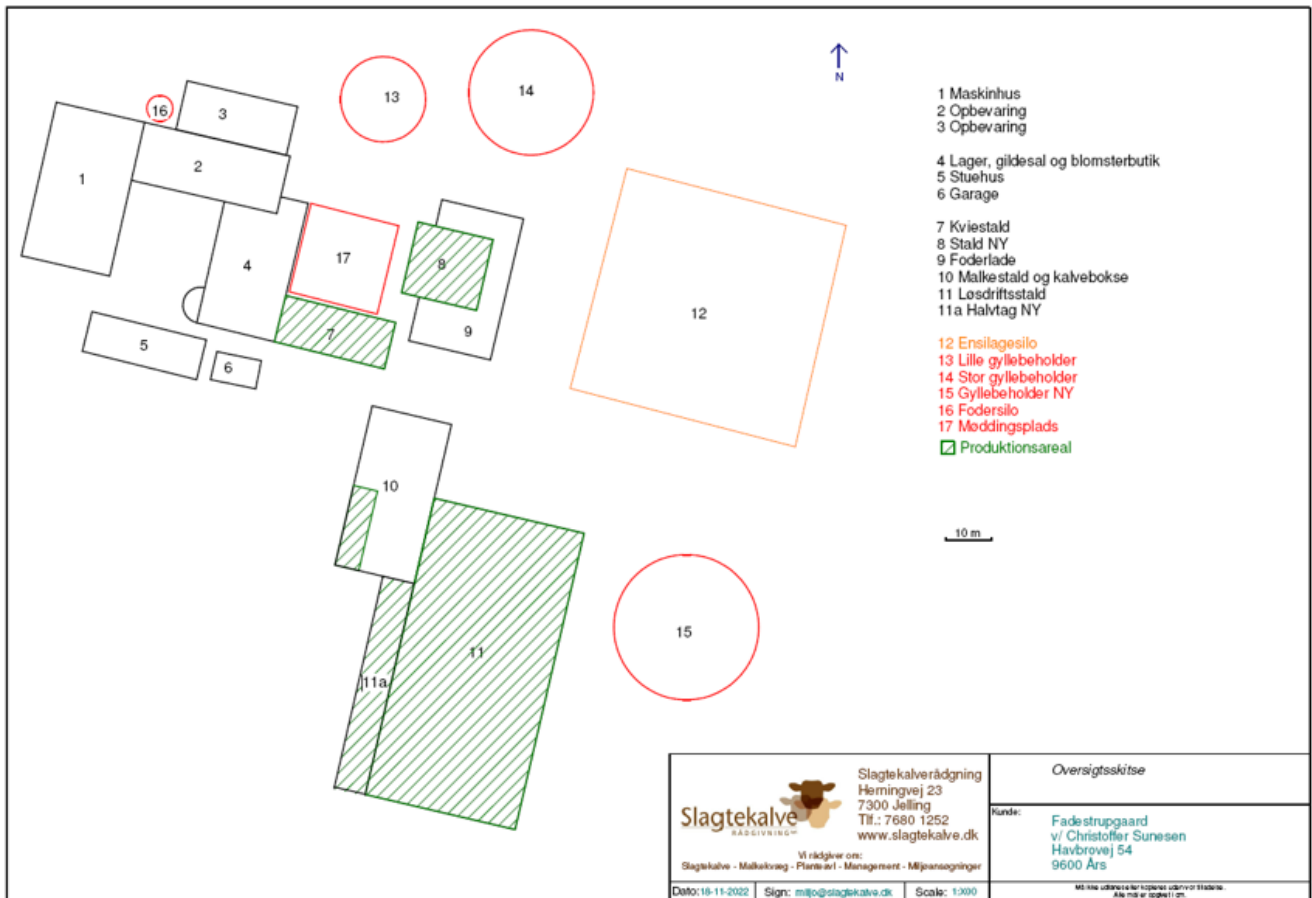 N
1 Maskinhus
2 Opbevaring
3 Opbevaring
4 Lager, gildesal og blomsterbutik
5 Stuehus
6 Garage
7 Kviestald
8 Stald NY
9 Foderlade
10 Malkestald og kalvebokse
11 Løsdriftsstald
11a Halvtag NY
12 Ensilagesilo
13 Lille gyllebeholder
14 Stor gyllebeholder
15 Gyllebeholder NY
16 Fodersilo
17 Møddingsplads
Produktionsareal
10 m
16
3
13
14
1
2
4
17
8
12
7
9
5
6
10
11
11a
15
Slagtekalve
RÅDGIVNING
Slagtekalverådgning
Herningvej 23
7300 Jelling
Tlf.: 7680 1252
www.slagtekalve.dk
Vi rådgiver om:
Slagtekalve - Malkekvæg - Planteavl - Management - Miljøansøgninger
Dato: 18-11-2022 Sign: miljo@slagtekalve.dk Scale:
Oversigtsskitse
Kunde:
Fadestrupgaard
v/ Christoffer Sunesen
Havbrovej 54
9600 Års